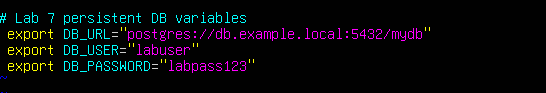 # Lab 7 persistent DB variables
export DB_URL="postgres://db.example.local:5432/mydb"
export DB_USER="labuser"
export DB_PASSWORD="labpass123"
~
~